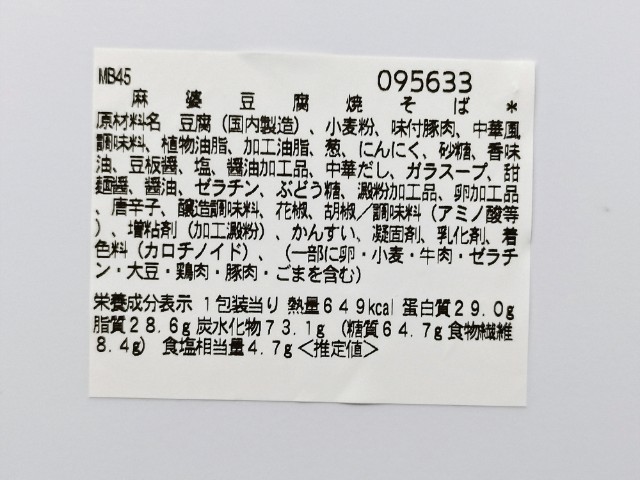 MB45 095633
麻婆豆腐焼そば *
原材料名 豆腐(国内製造)、小麦粉、味付豚肉、中華風
調味料、植物油脂、加工油脂、葱、にんにく、砂糖、香味
油、豆板醤、塩、醤油加工品、中華だし、ガラスープ、甜
麺醤、醤油、ゼラチン、ぶどう糖、澱粉加工品、卵加工品
、唐辛子、醸造調味料、花椒、胡椒/調味料(アミノ酸等
)、増粘剤(加工澱粉)、かんすい、凝固剤、乳化剤、着
色料(カロチノイド)、(一部に卵・小麦・牛肉・ゼラチ
ン・大豆・鶏肉・豚肉・ごまを含む)
栄養成分表示 1包装当り 熱量649kcal 蛋白質29.0g
脂質28.6g 炭水化物73.1g (糖質64.7g 食物繊維
8.4g) 食塩相当量4.7g<推定値>